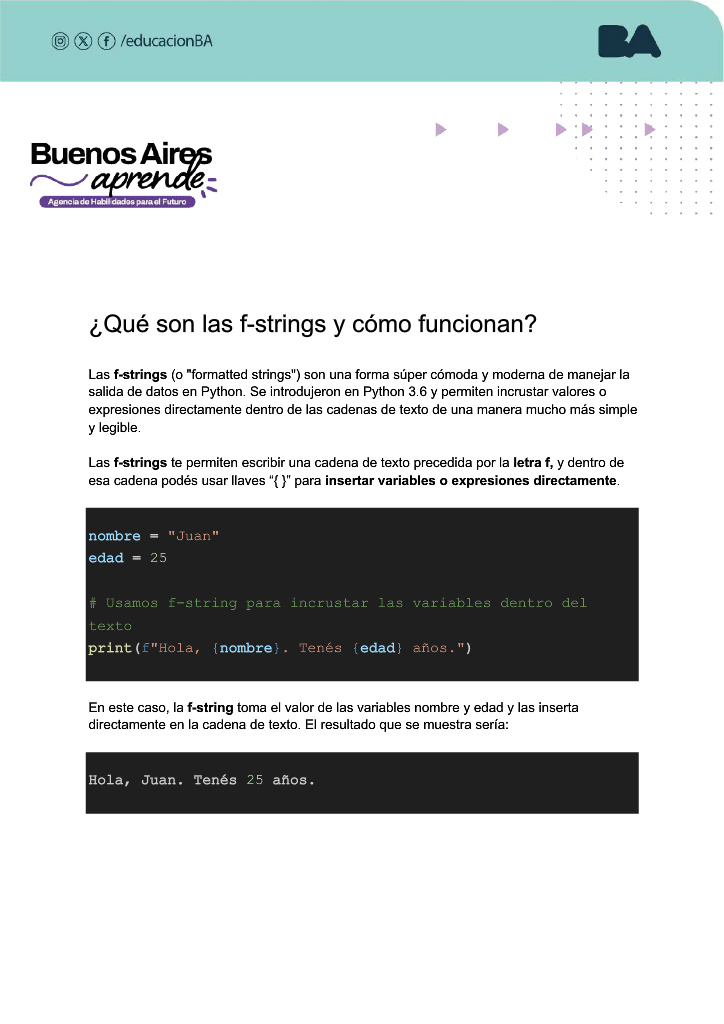 /educacionBA
BA
Buenos Aires
aprende
Agencia de Habilidades para el Futuro
¿Qué son las f-strings y cómo funcionan?
Las f-strings (o "formatted strings") son una forma súper cómoda y moderna de manejar la
salida de datos en Python. Se introdujeron en Python 3.6 y permiten incrustar valores o
expresiones directamente dentro de las cadenas de texto de una manera mucho más simple
y legible.
Las f-strings te permiten escribir una cadena de texto precedida por la letra f, y dentro de
esa cadena podés usar llaves “{ }” para insertar variables o expresiones directamente.
nombre = "Juan"
edad = 25
# Usamos f-string para incrustar las variables dentro del
texto
print(f"Hola, {nombre}. Tenés {edad} años.")
En este caso, la f-string toma el valor de las variables nombre y edad y las inserta
directamente en la cadena de texto. El resultado que se muestra sería:
Hola, Juan. Tenés 25 años.